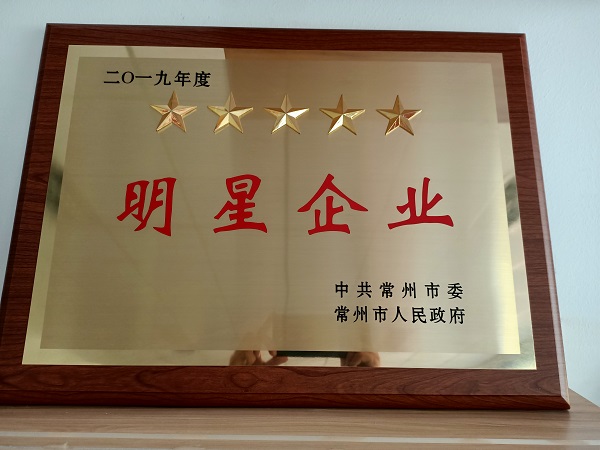 二〇一九年度
明星企业
中共常州市委
常州市人民政府